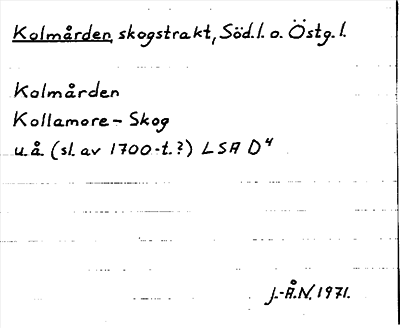 Kolmården, skogstrakt, Söd.l. o. Östg.l.
Kolmården
Kollamore - Skog
u.å. (sl. av 1700-t.?) LSA D⁴
J.-Å.N. 1971.